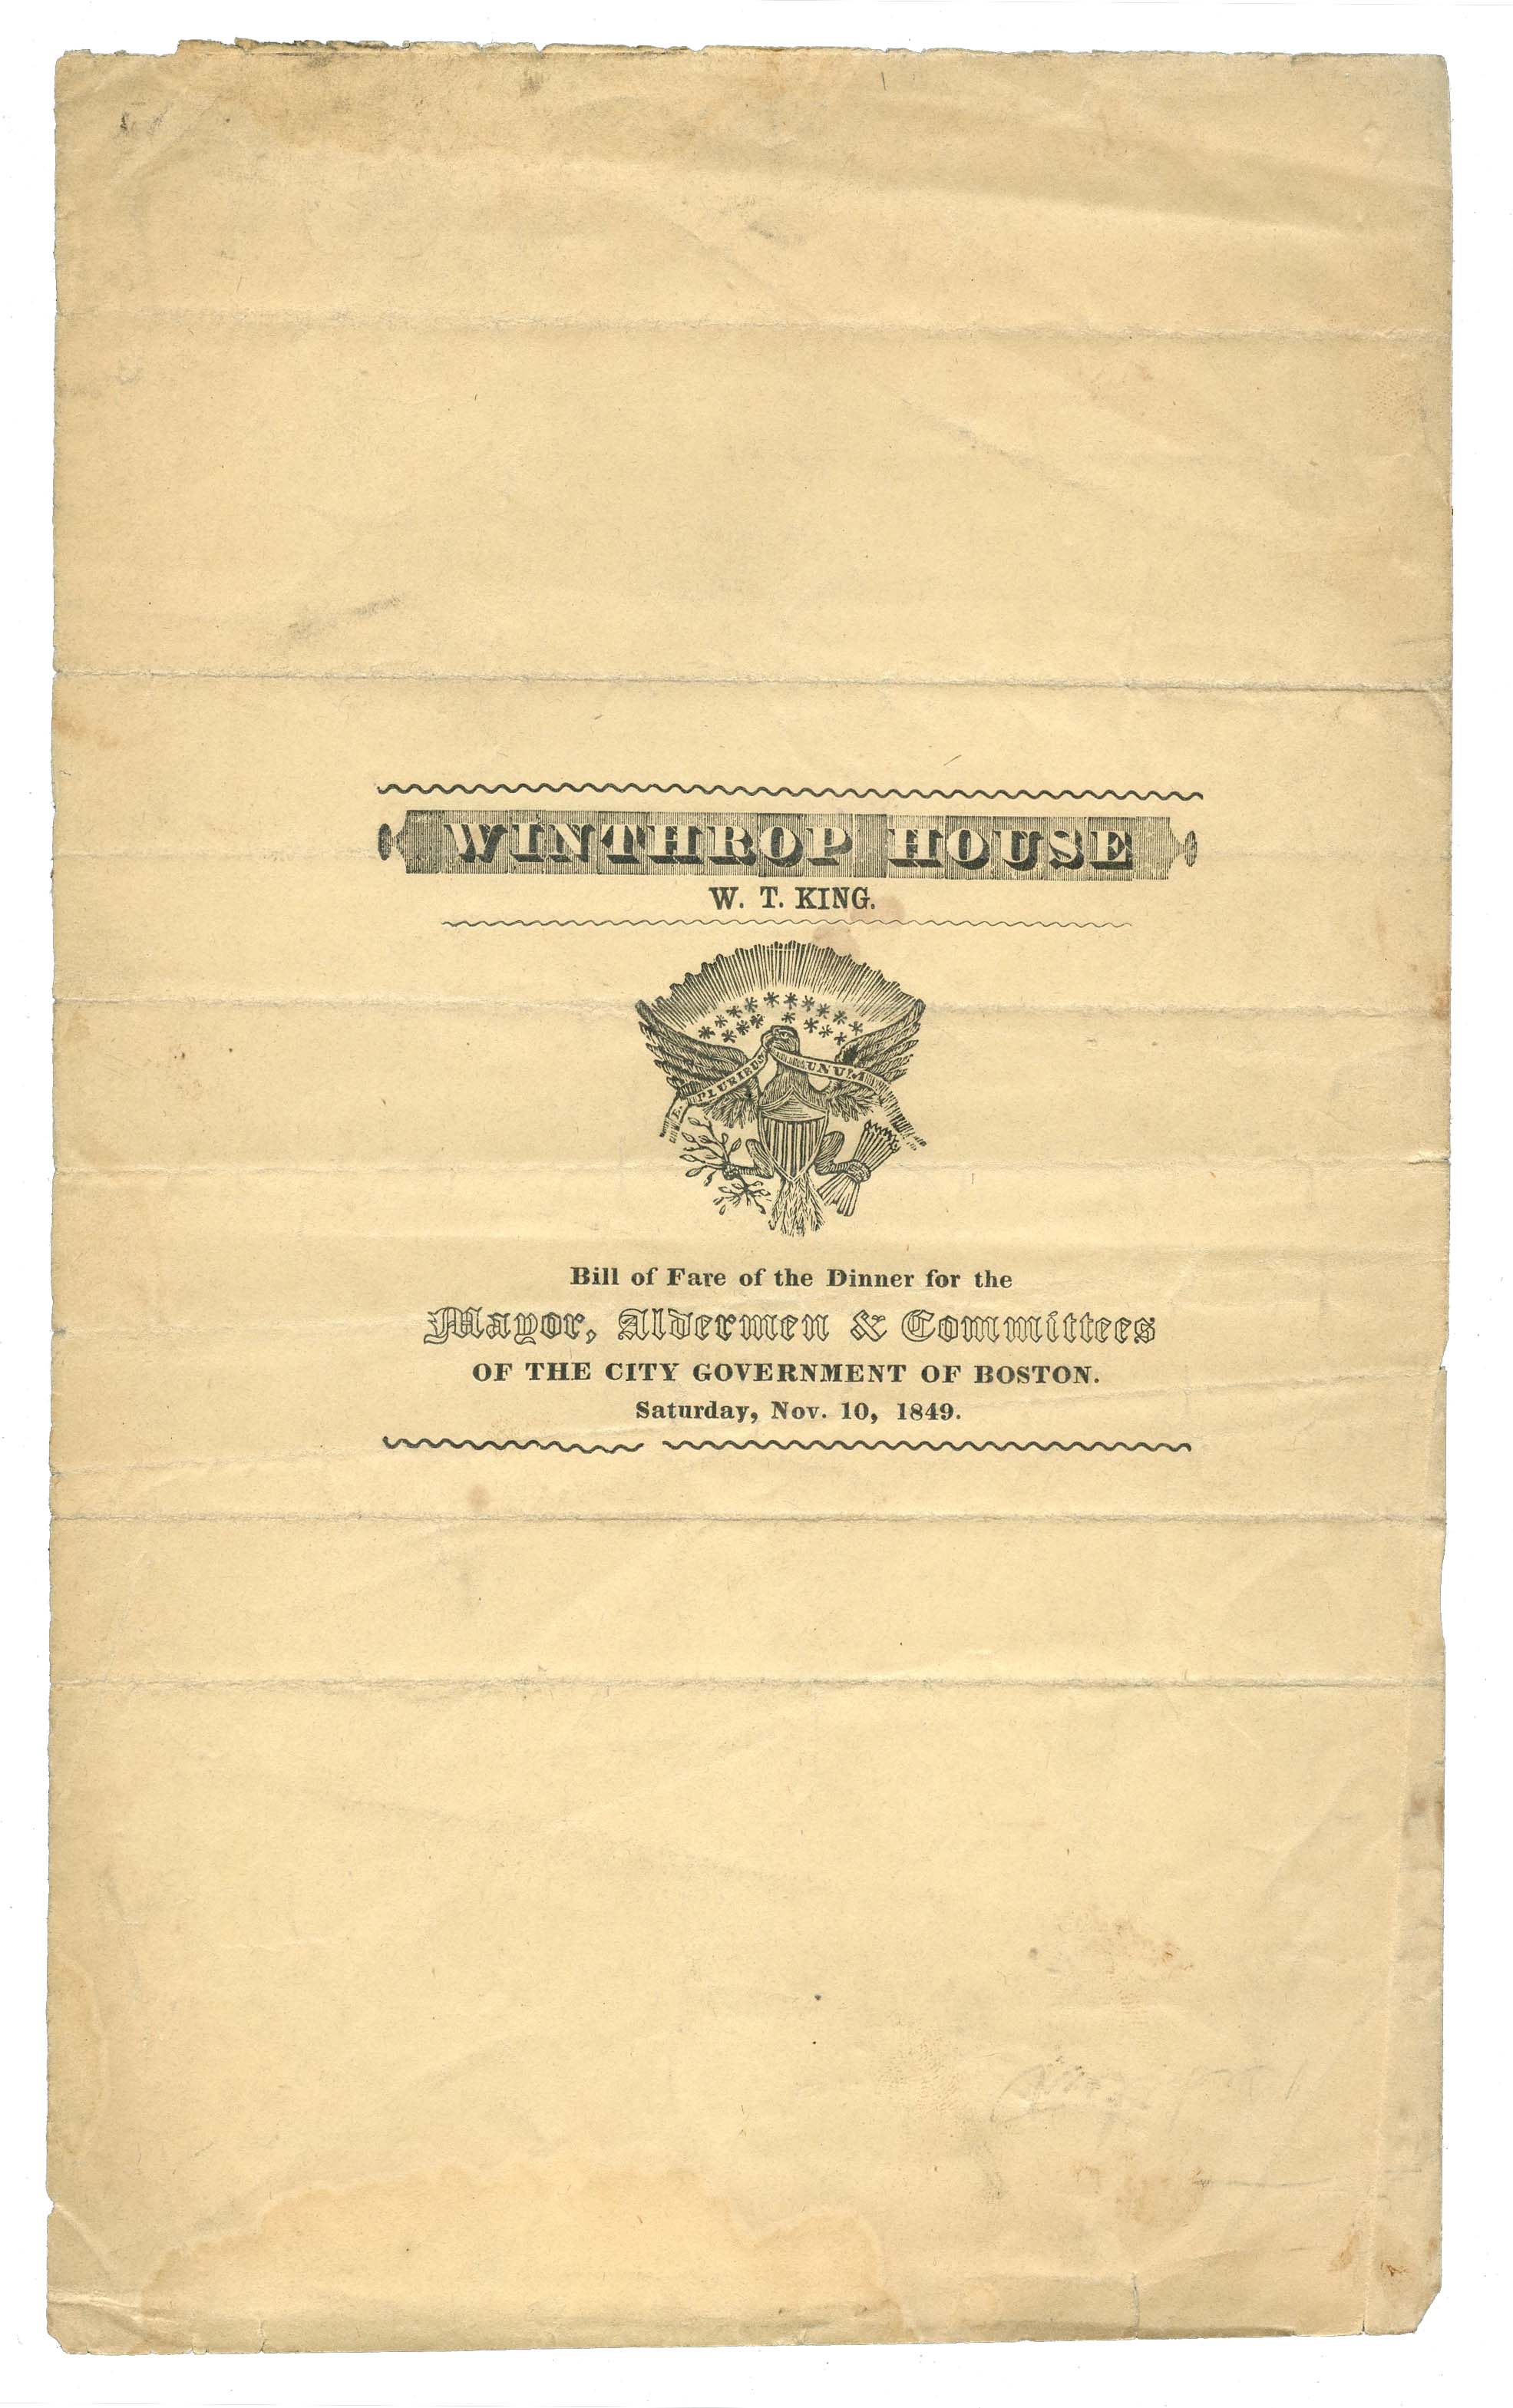 WINTHROP HOUSE
W. T. KING.
E. PLURIBUS UNUM
Bill of Fare of the Dinner for the
Mayor, Aldermen & Committees
OF THE CITY GOVERNMENT OF BOSTON.
Saturday, Nov. 10, 1849.